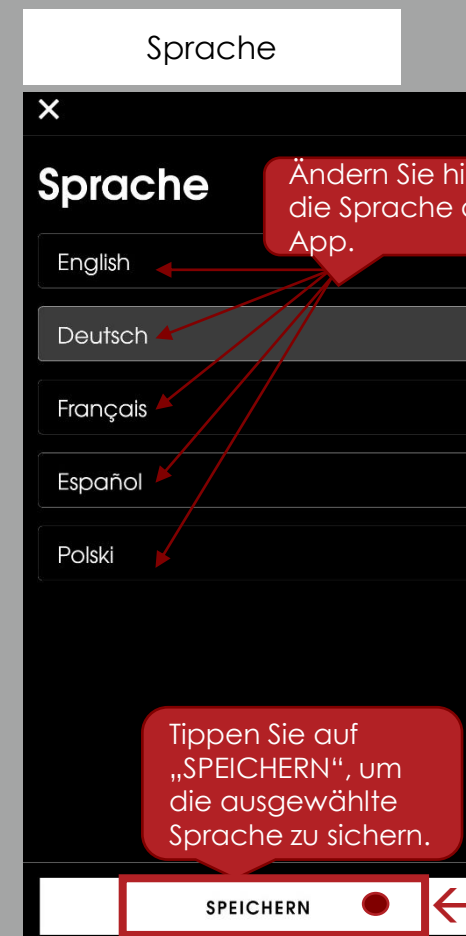 Sprache
Sprache
Ändern Sie
die Sprache
App.
English
Deutsch
Français
Español
Polski
Tippen Sie auf
„SPEICHERN“, um
die ausgewählte
Sprache zu sichern.
SPEICHERN